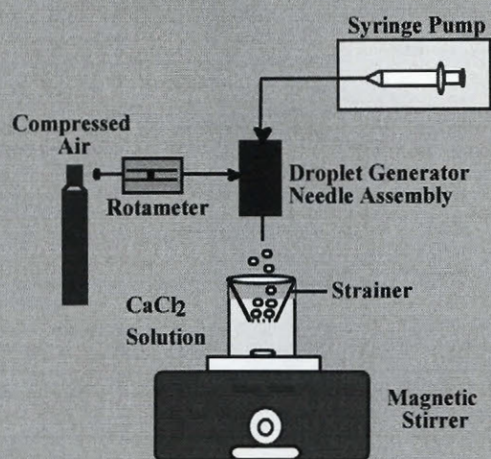 Syringe Pump
Compressed
Air
Rotameter
Droplet Generator
Needle Assembly
CaCl2
Solution
Strainer
Magnetic
Stirrer